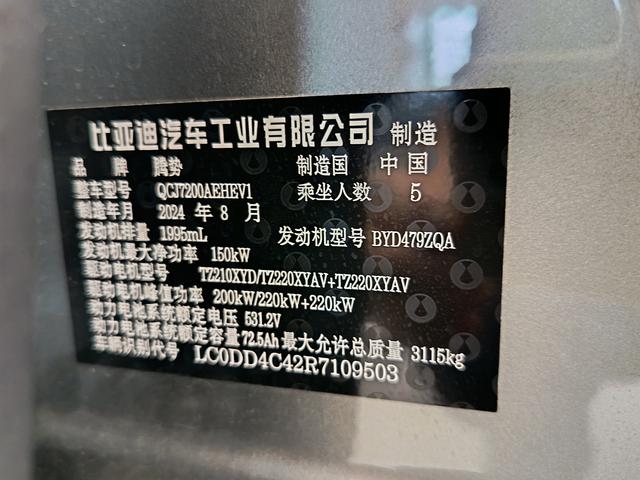 比亚迪汽车工业有限公司 制造
品 牌 腾势 制造国 中国
整车型号 QCJ7200AEHEV1 乘坐人数 5
制造年月 2024 年 8 月
发动机排量 1995mL 发动机型号 BYD479ZQA
发动机最大净功率 150kW
驱动电机型号 TZ210XYD/TZ220XYAV+TZ220XYAV
驱动电机峰值功率 200kW/220kW+220kW
动力电池系统额定电压 531.2V
动力电池系统额定容量 72.5Ah 最大允许总质量 3115kg
车辆识别代号 LC0DD4C42R7109503